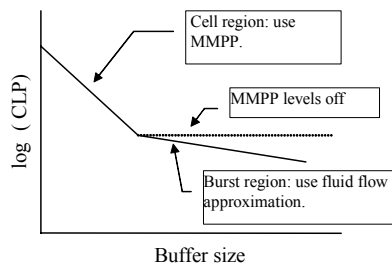 Cell region: use
MMPP.
MMPP levels off
log ( CLP)
Burst region: use fluid flow
approximation.
Buffer size